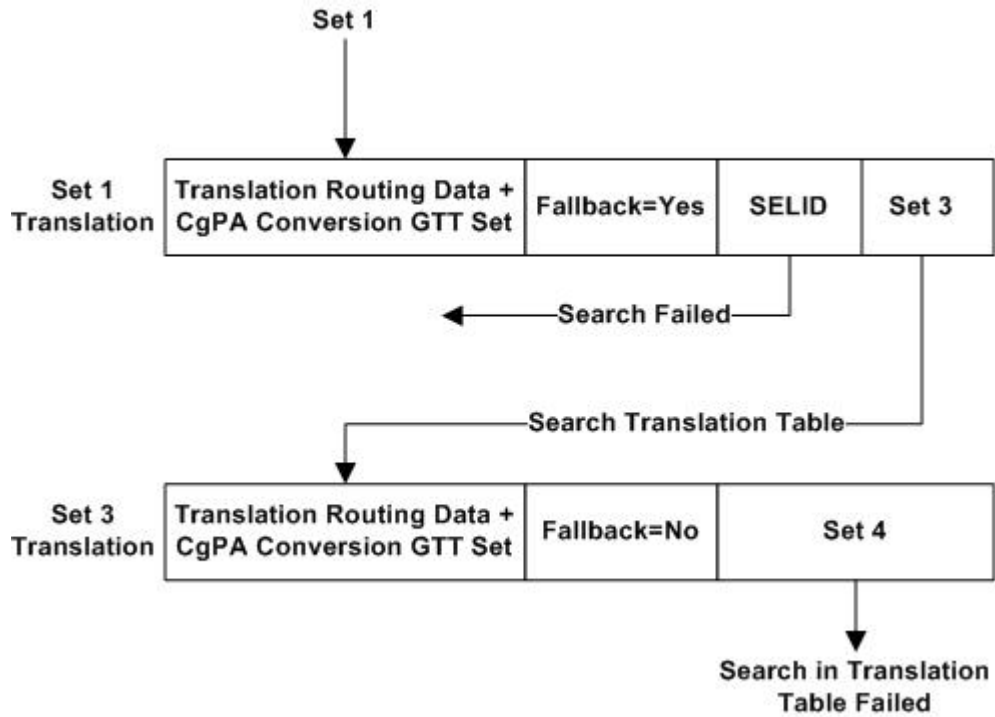 Set 1
Set 1
Translation
Translation Routing Data +
CgPA Conversion GTT Set
Fallback=Yes
SELID
Set 3
Search Failed
Search Translation Table
Set 3
Translation
Translation Routing Data +
CgPA Conversion GTT Set
Fallback=No
Set 4
Search in Translation
Table Failed